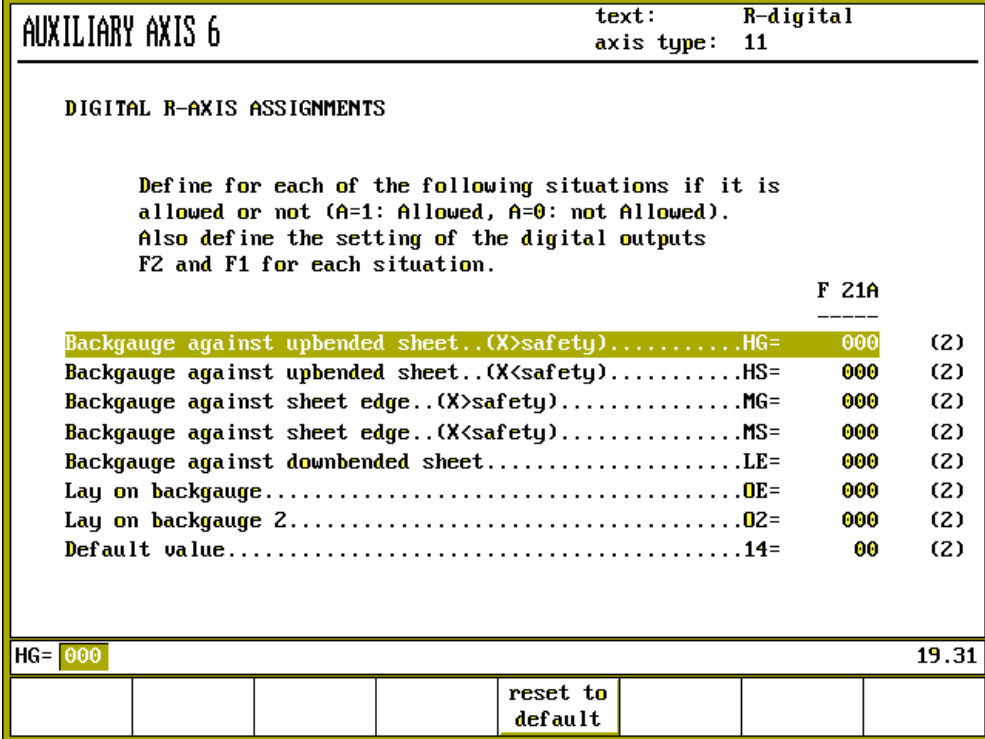 AUXILIARY AXIS 6
text: R-digital
axis type: 11
DIGITAL R-AXIS ASSIGNMENTS
Define for each of the following situations if it is
allowed or not (A=1: Allowed, A=0: not Allowed).
Also define the setting of the digital outputs
F2 and F1 for each situation.
F 21A
-----
Backgauge against upbended sheet..(X>safety)...........HG= 000 (2)
Backgauge against upbended sheet..(X<safety)...........HS= 000 (2)
Backgauge against sheet edge..(X>safety)...............MG= 000 (2)
Backgauge against sheet edge..(X<safety)...............MS= 000 (2)
Backgauge against downbended sheet.....................LE= 000 (2)
Lay on backgauge.......................................OE= 000 (2)
Lay on backgauge 2.....................................O2= 000 (2)
Default value..........................................14= 00 (2)
HG= 000 19.31
reset to
default